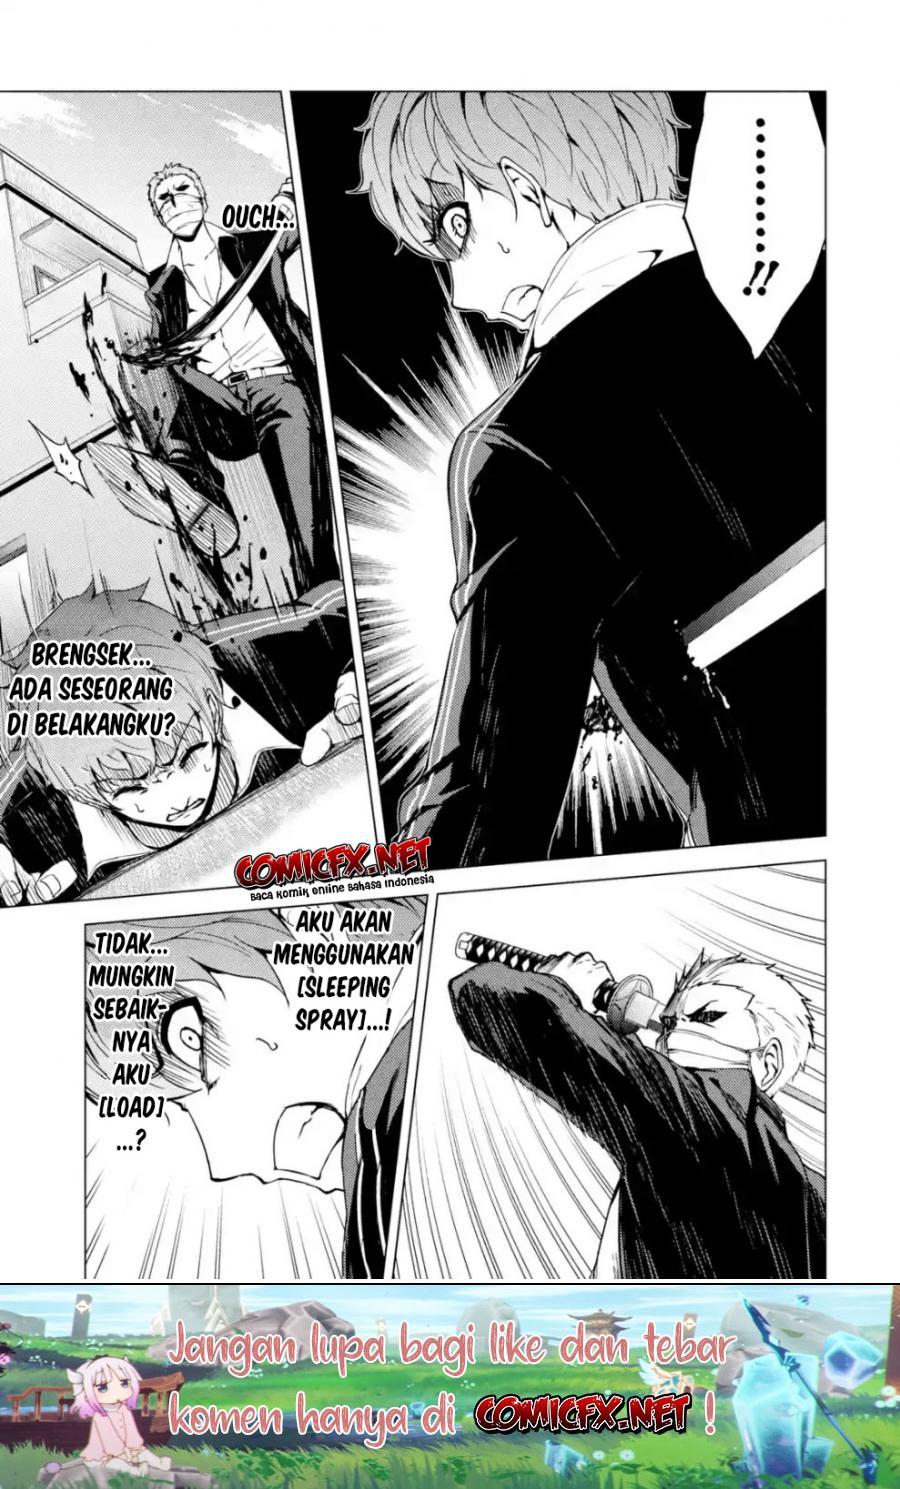 .........!!
OUCH...
BRENGSEK...
ADA SESEORANG
DI BELAKANGKU?
COMICFX.NET
Baca Komik Online Bahasa Indonesia
AKU AKAN
MENGGUNAKAN
[SLEEPING
SPRAY]...!
TIDAK...
MUNGKIN
SEBAIK-
NYA
AKU
[LOAD]
...?
Jangan lupa bagi like dan tebar
komen hanya di COMICFX.NET !